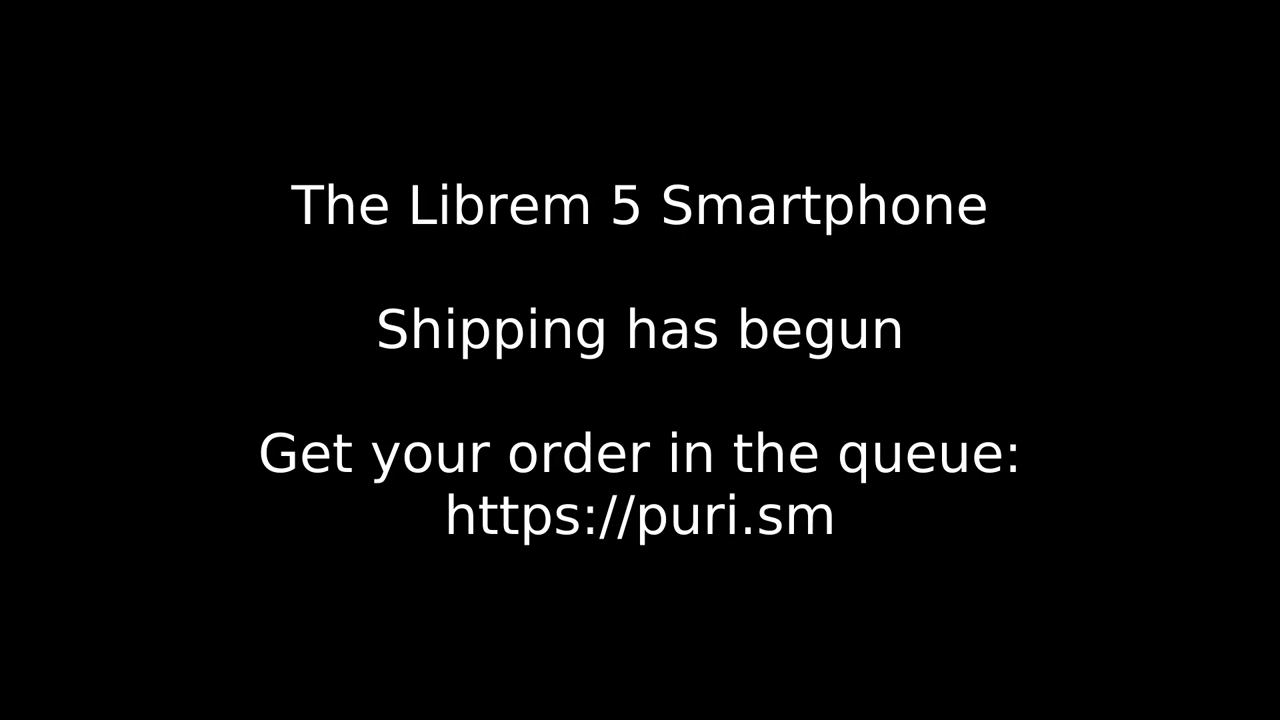 The Librem 5 Smartphone
Shipping has begun
Get your order in the queue:
https://puri.sm